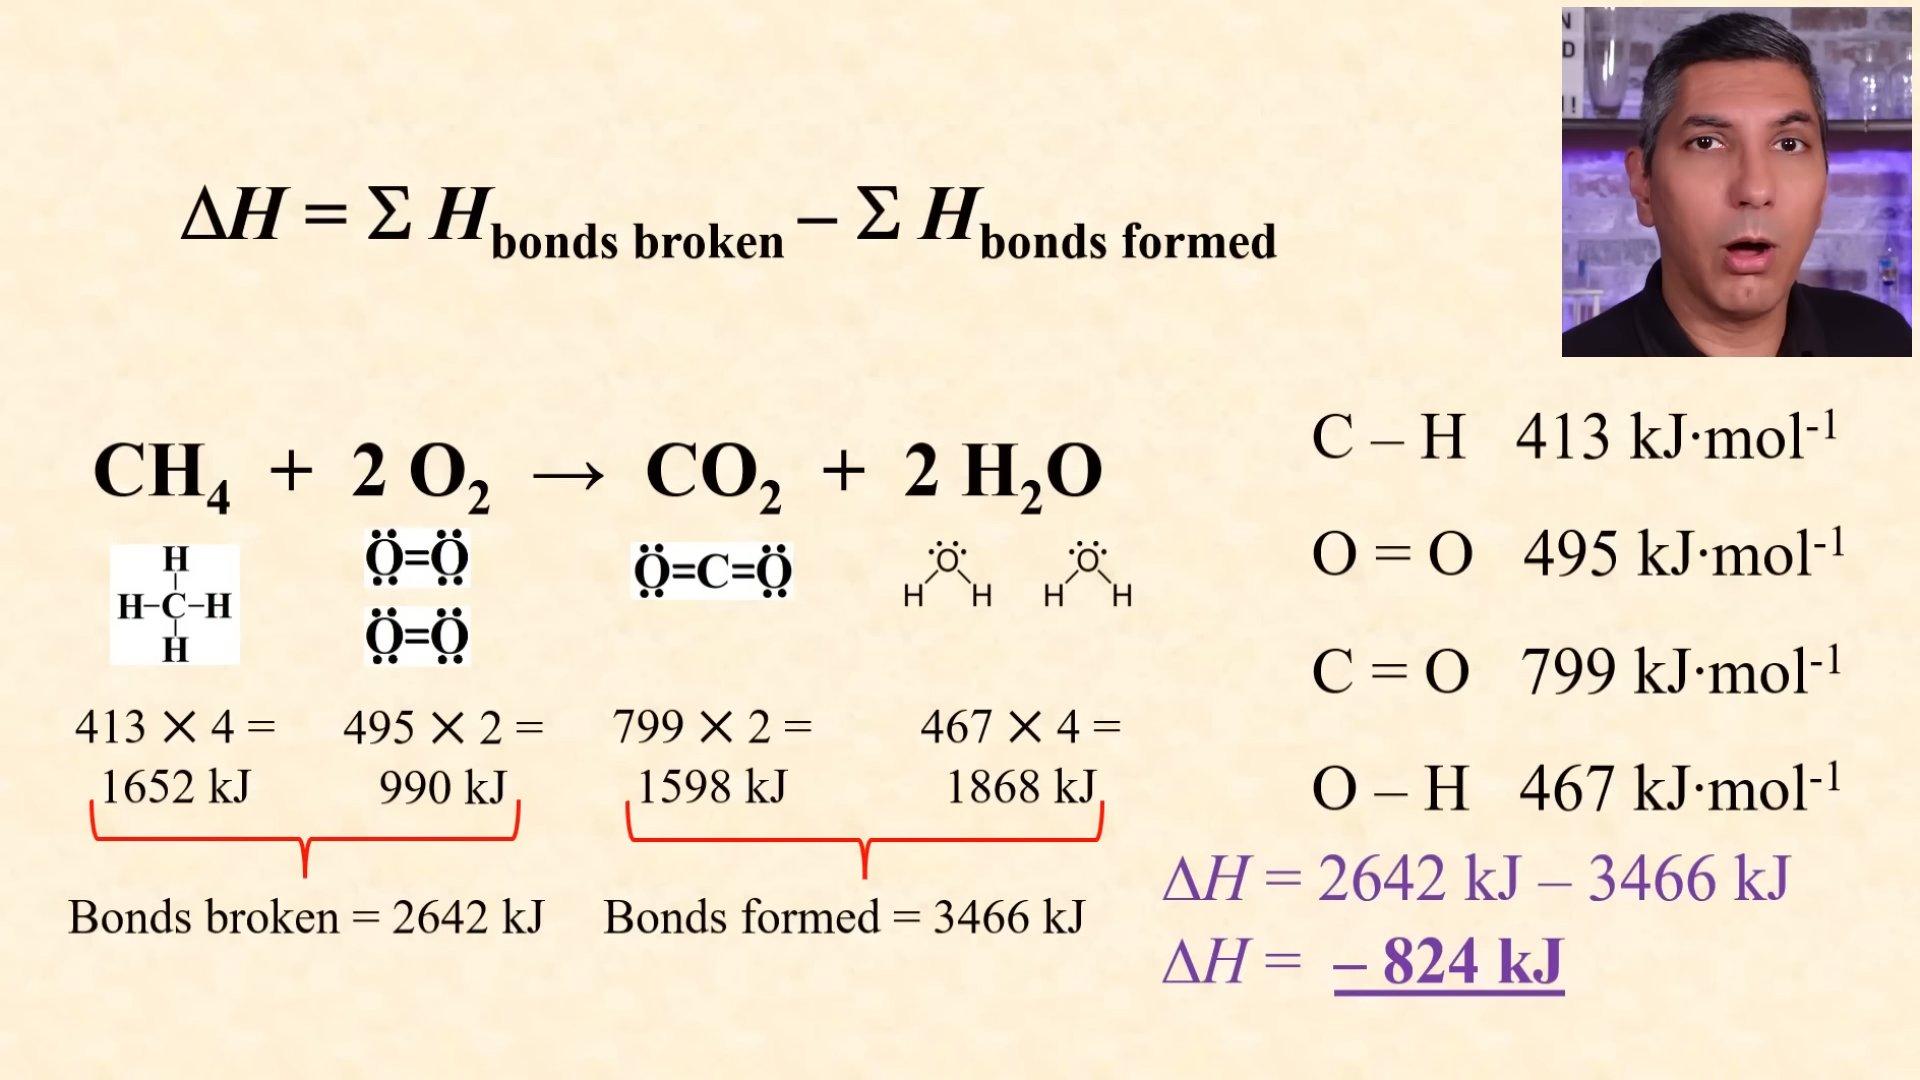 ΔH = Σ H bonds broken – Σ H bonds formed
CH₄ + 2 O₂ → CO₂ + 2 H₂O
H
H–C–H
H
Ö=Ö
Ö=Ö
Ö=C=Ö
O
H H
O
H H
413 × 4 =
1652 kJ
495 × 2 =
990 kJ
799 × 2 =
1598 kJ
467 × 4 =
1868 kJ
Bonds broken = 2642 kJ
Bonds formed = 3466 kJ
C – H 413 kJ·mol⁻¹
O = O 495 kJ·mol⁻¹
C = O 799 kJ·mol⁻¹
O – H 467 kJ·mol⁻¹
ΔH = 2642 kJ – 3466 kJ
ΔH = – 824 kJ